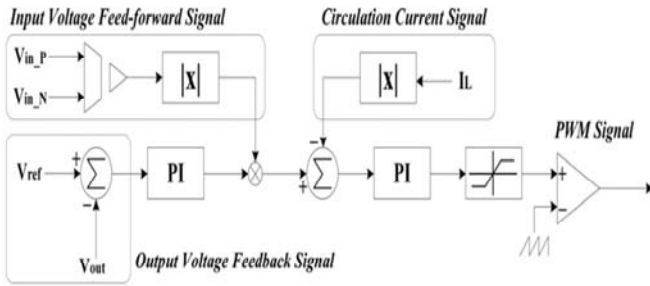 Input Voltage Feed-forward Signal
Circulation Current Signal
Vin_P
Vin_N
|X|
|X|
IL
PWM Signal
Vref
+
Σ
−
PI
+
−
Σ
PI
+
−
Vout
Output Voltage Feedback Signal